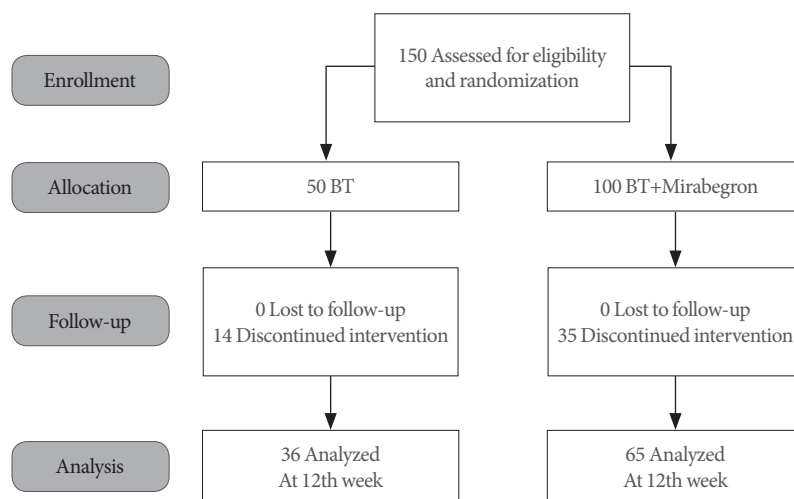 Enrollment
150 Assessed for eligibility
and randomization
Allocation
50 BT
100 BT+Mirabegron
Follow-up
0 Lost to follow-up
14 Discontinued intervention
0 Lost to follow-up
35 Discontinued intervention
Analysis
36 Analyzed
At 12th week
65 Analyzed
At 12th week